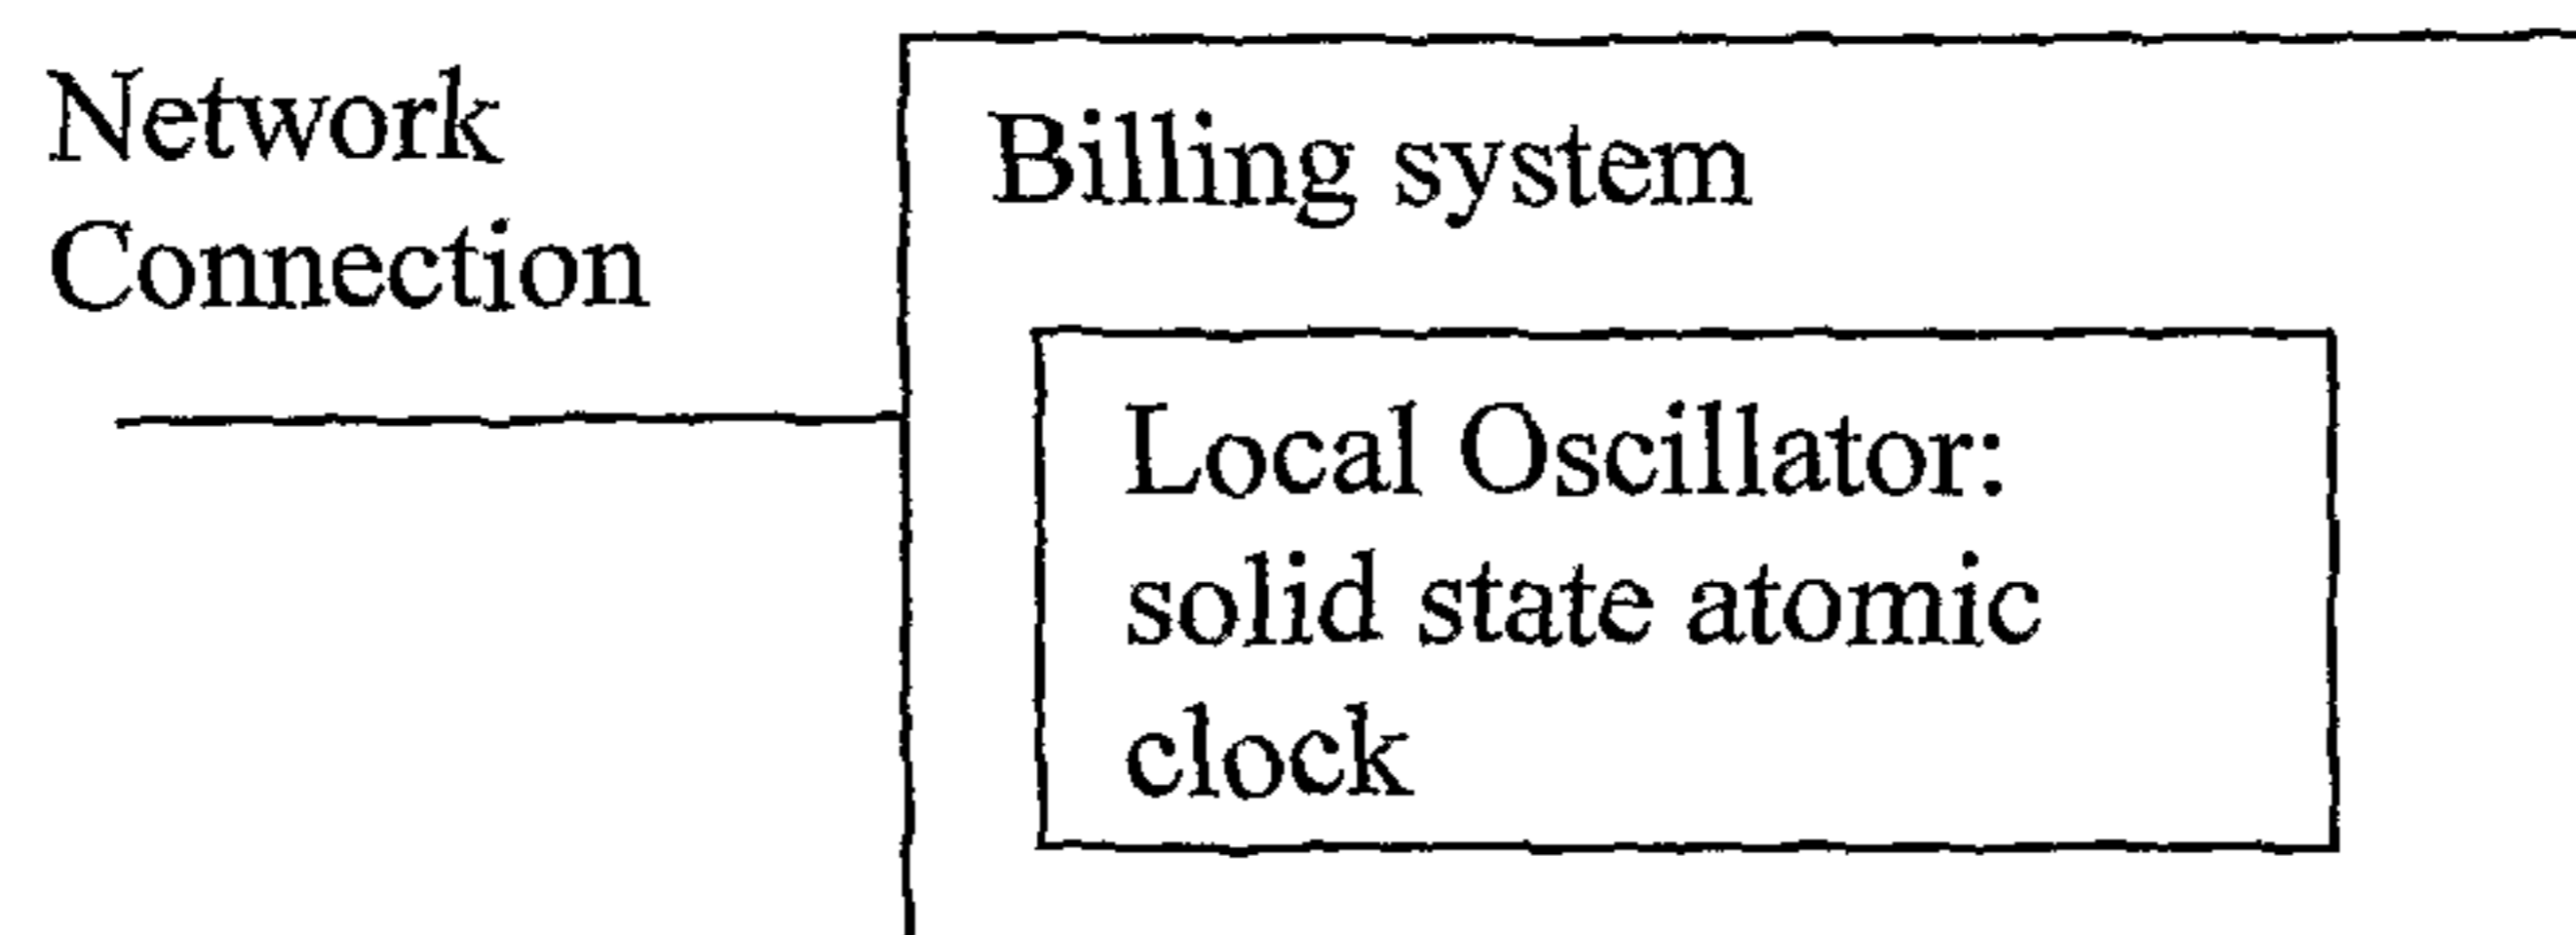 Network
Connection
Billing system
Local Oscillator:
solid state atomic
clock